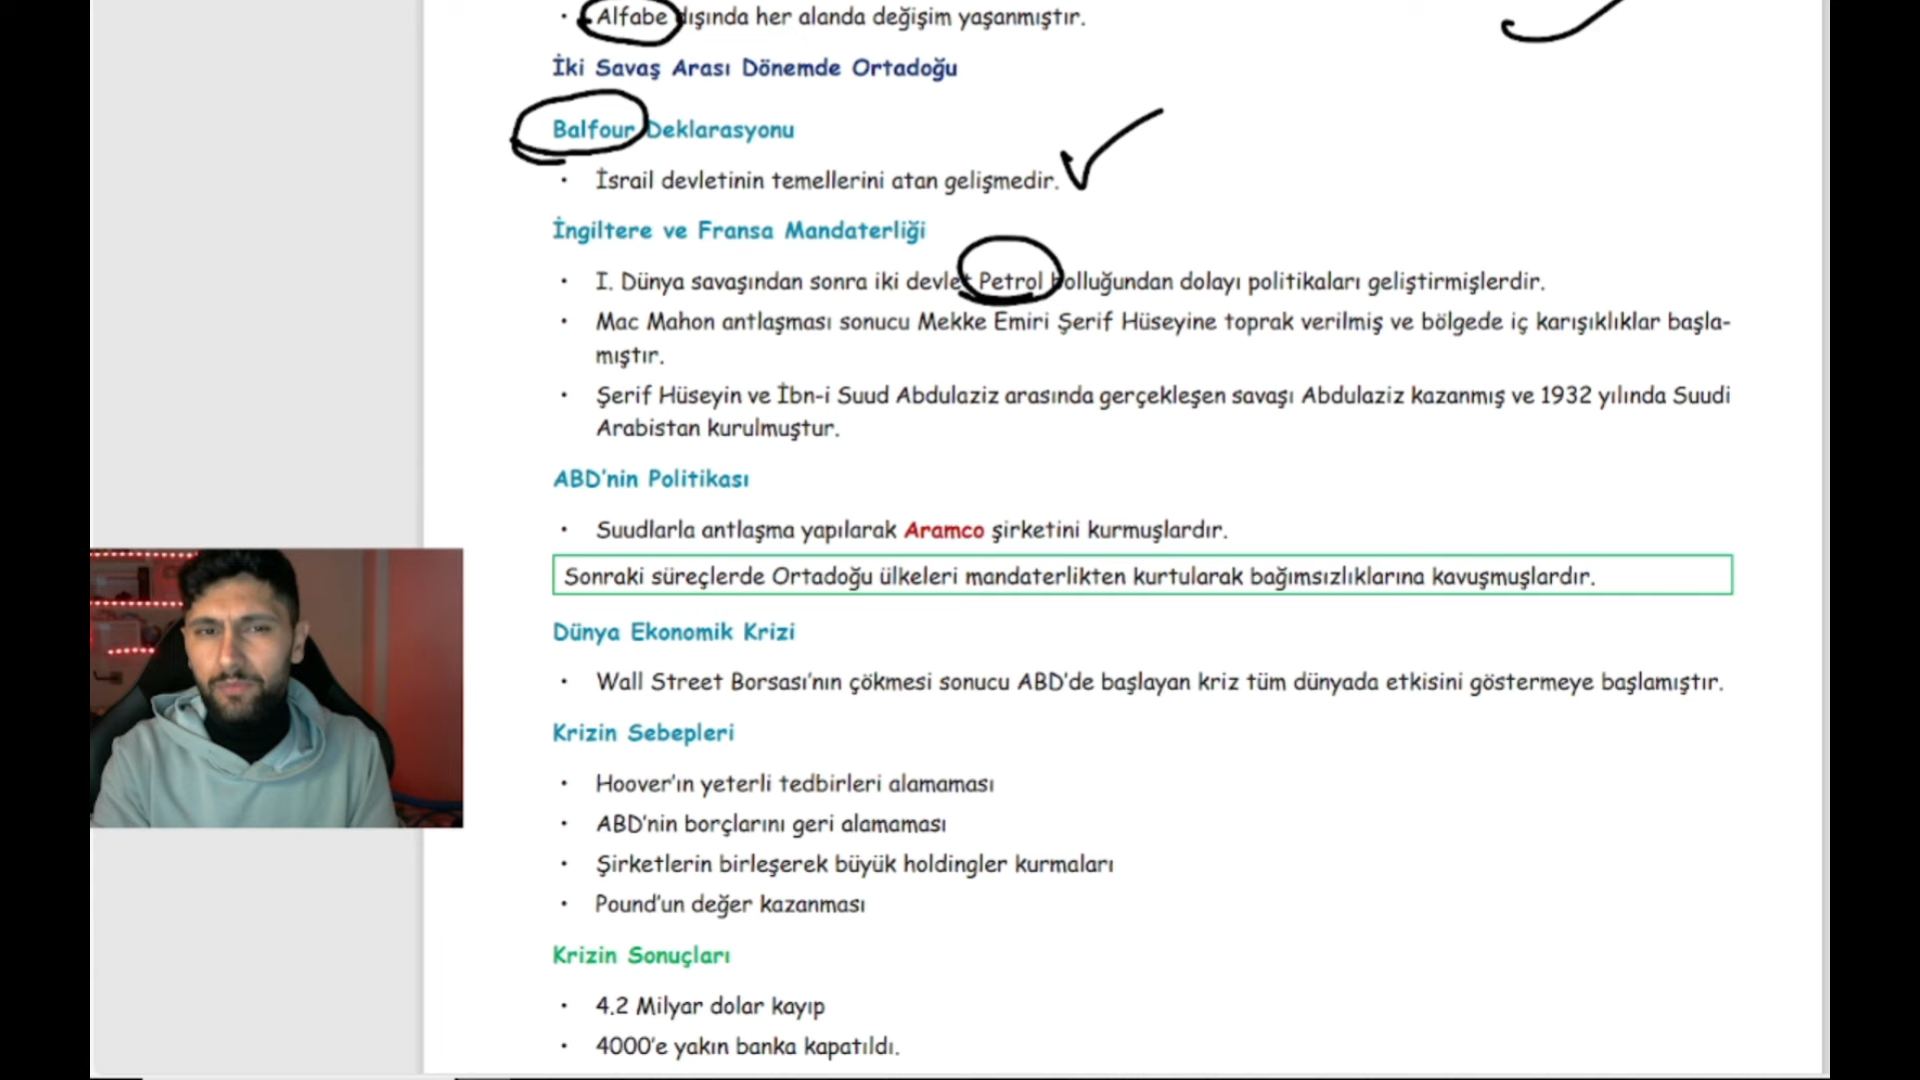 • Alfabe dışında her alanda değişim yaşanmıştır.
İki Savaş Arası Dönemde Ortadoğu
Balfour Deklarasyonu
• İsrail devletinin temellerini atan gelişmedir.
İngiltere ve Fransa Mandaterliği
• I. Dünya savaşından sonra iki devlet Petrol bolluğundan dolayı politikaları geliştirmişlerdir.
• Mac Mahon antlaşması sonucu Mekke Emiri Şerif Hüseyine toprak verilmiş ve bölgede iç karışıklıklar başla-
mıştır.
• Şerif Hüseyin ve İbn-i Suud Abdulaziz arasında gerçekleşen savaşı Abdulaziz kazanmış ve 1932 yılında Suudi
Arabistan kurulmuştur.
ABD'nin Politikası
• Suudlarla antlaşma yapılarak Aramco şirketini kurmuşlardır.
Sonraki süreçlerde Ortadoğu ülkeleri mandaterlikten kurtularak bağımsızlıklarına kavuşmuşlardır.
Dünya Ekonomik Krizi
• Wall Street Borsası'nın çökmesi sonucu ABD'de başlayan kriz tüm dünyada etkisini göstermeye başlamıştır.
Krizin Sebepleri
• Hoover'ın yeterli tedbirleri alamaması
• ABD'nin borçlarını geri alamaması
• Şirketlerin birleşerek büyük holdingler kurmaları
• Pound'un değer kazanması
Krizin Sonuçları
• 4.2 Milyar dolar kayıp
• 4000'e yakın banka kapatıldı.